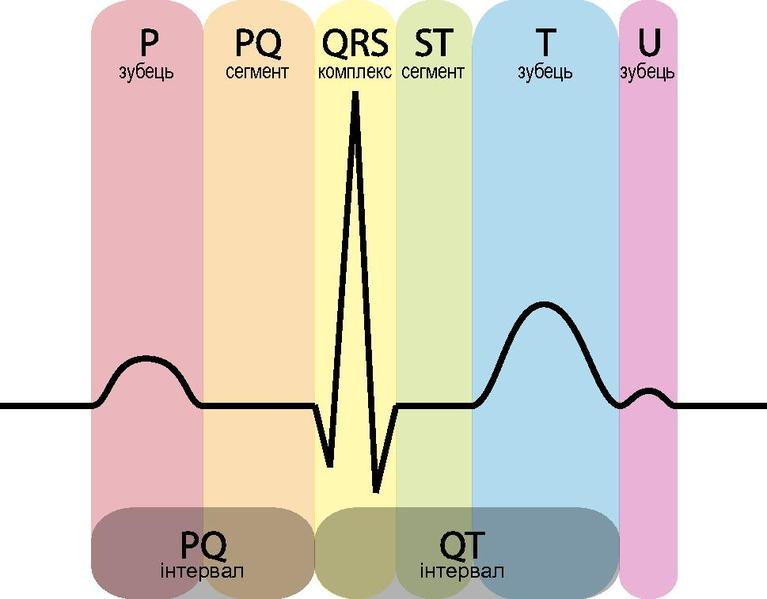 P
зубець
PQ
сегмент
QRS
комплекс
ST
сегмент
T
зубець
U
зубець
PQ
інтервал
QT
інтервал